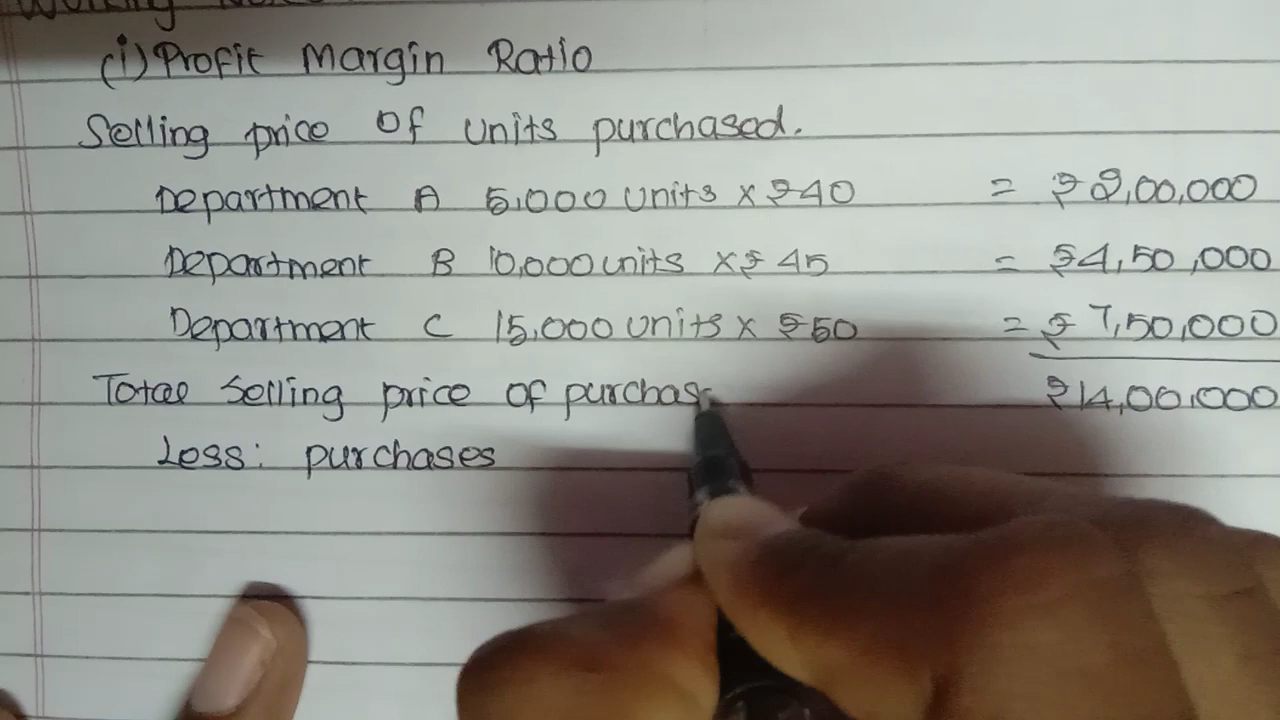 Working
(i) Profit Margin Ratio
Selling price of units purchased.
Department A 5,000 units × ₹40 = ₹2,00,000
Department B 10,000 units × ₹45 = ₹4,50,000
Department C 15,000 units × ₹50 = ₹7,50,000
Total Selling price of purchas ₹14,00,000
Less: purchases